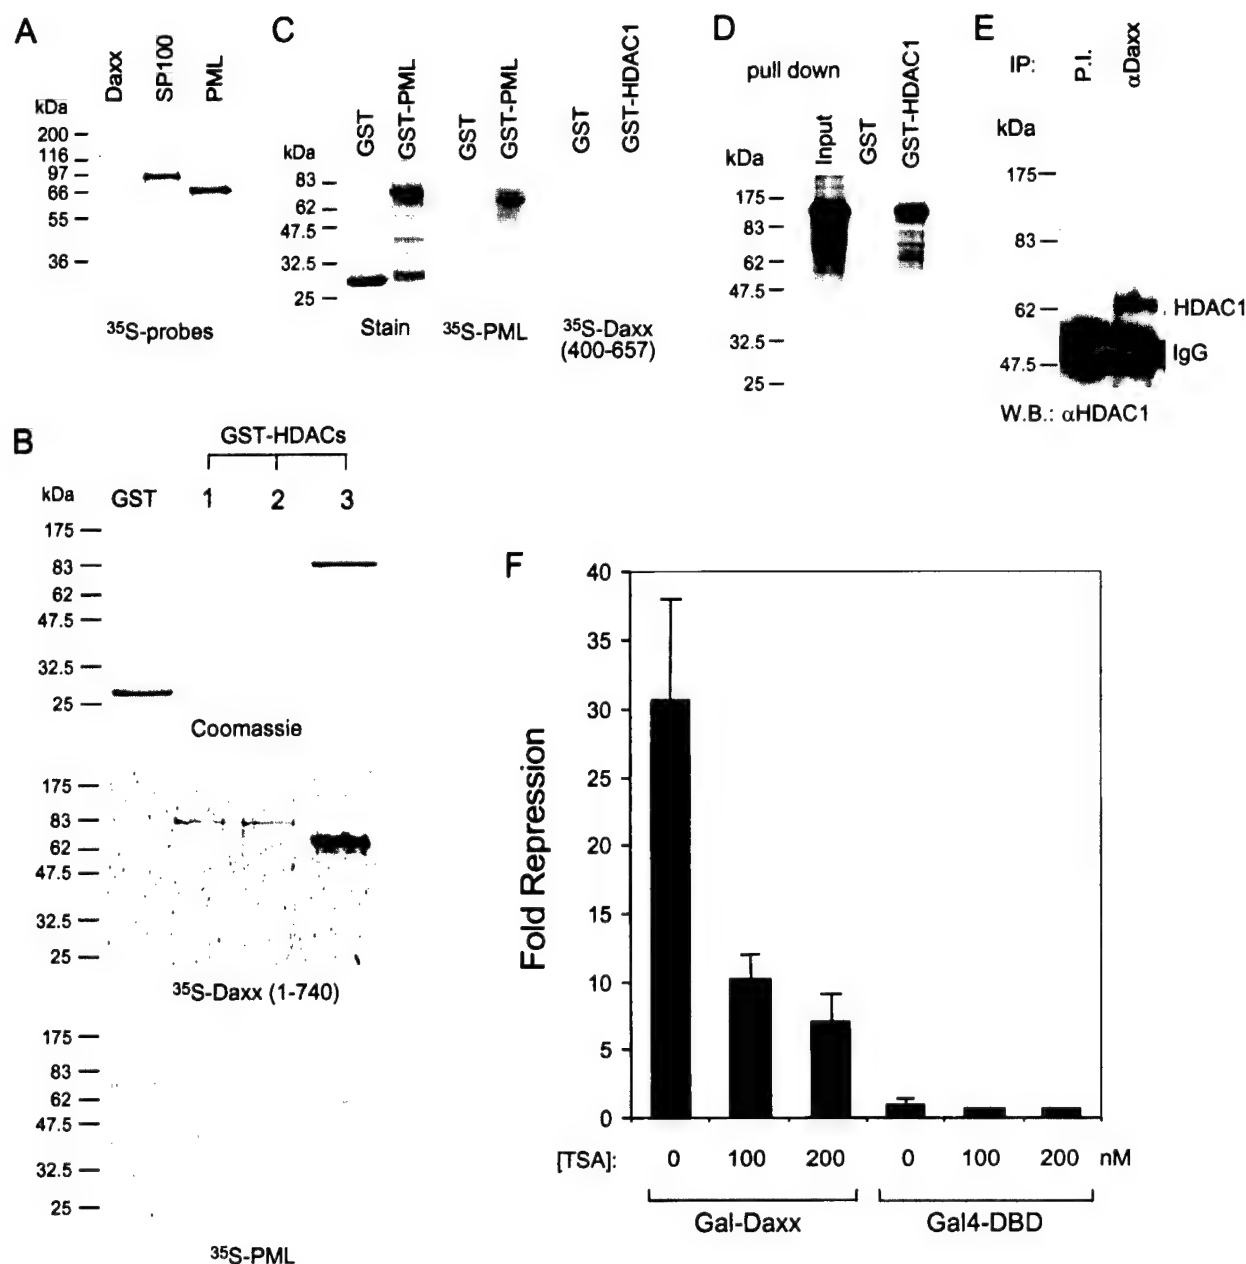 A
Daxx
SP100
PML
kDa
200
116
97
66
55
36
35S-probes
C
GST
GST-PML
GST
GST-PML
GST
GST-HDAC1
kDa
83
62
47.5
32.5
25
Stain
35S-PML
35S-Daxx
(400-657)
D
pull down
Input
GST
GST-HDAC1
kDa
175
83
62
47.5
32.5
25
E
IP:
P.I.
αDaxx
kDa
175
83
62
47.5
HDAC1
IgG
W.B.: αHDAC1
B
GST-HDACs
kDa
GST
1
2
3
175
83
62
47.5
32.5
25
Coomassie
175
83
62
47.5
32.5
25
35S-Daxx (1-740)
175
83
62
47.5
32.5
25
35S-PML
F
Fold Repression
40
35
30
25
20
15
10
5
0
[TSA]: 0 100 200 0 100 200 nM
Gal-Daxx
Gal4-DBD